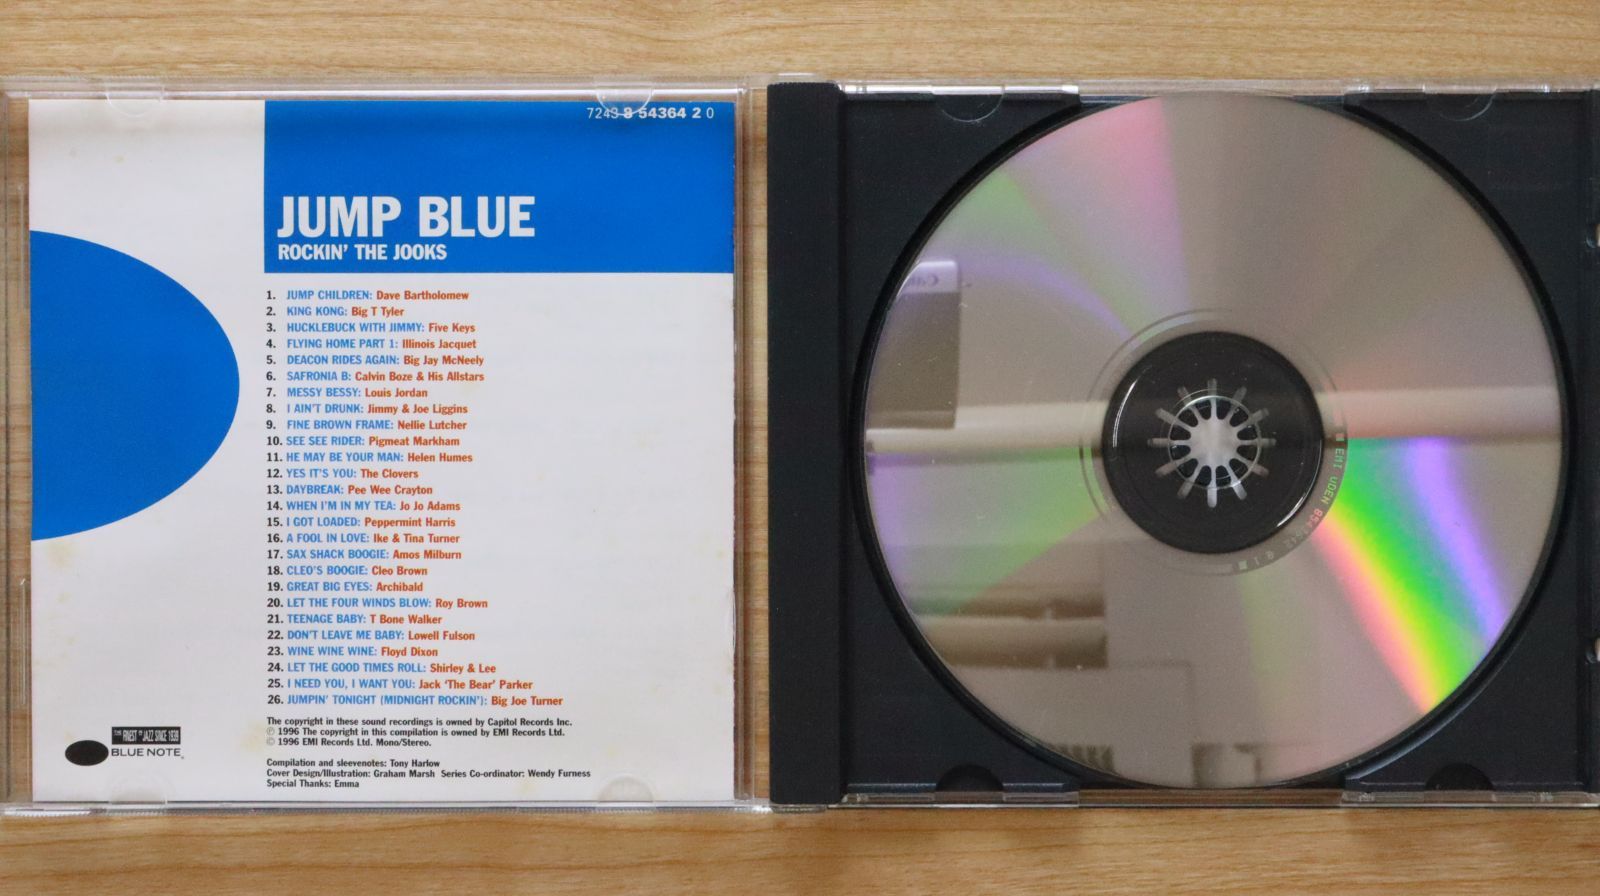 7243 8 54364 2 0
JUMP BLUE
ROCKIN' THE JOOKS
1. JUMP CHILDREN: Dave Bartholomew
2. KING KONG: Big T Tyler
3. HUCKLEBUCK WITH JIMMY: Five Keys
4. FLYING HOME PART 1: Illinois Jacquet
5. DEACON RIDES AGAIN: Big Jay McNeely
6. SAFRONIA B: Calvin Boze & His Allstars
7. MESSY BESSY: Louis Jordan
8. I AIN'T DRUNK: Jimmy & Joe Liggins
9. FINE BROWN FRAME: Nellie Lutcher
10. SEE SEE RIDER: Pigmeat Markham
11. HE MAY BE YOUR MAN: Helen Humes
12. YES IT'S YOU: The Clovers
13. DAYBREAK: Pee Wee Crayton
14. WHEN I'M IN MY TEA: Jo Jo Adams
15. I GOT LOADED: Peppermint Harris
16. A FOOL IN LOVE: Ike & Tina Turner
17. SAX SHACK BOOGIE: Amos Milburn
18. CLEO'S BOOGIE: Cleo Brown
19. GREAT BIG EYES: Archibald
20. LET THE FOUR WINDS BLOW: Roy Brown
21. TEENAGE BABY: T Bone Walker
22. DON'T LEAVE ME BABY: Lowell Fulson
23. WINE WINE WINE: Floyd Dixon
24. LET THE GOOD TIMES ROLL: Shirley & Lee
25. I NEED YOU, I WANT YOU: Jack 'The Bear' Parker
26. JUMPIN' TONIGHT (MIDNIGHT ROCKIN'): Big Joe Turner
The copyright in these sound recordings is owned by Capitol Records Inc.
℗ 1996 The copyright in this compilation is owned by EMI Records Ltd.
© 1996 EMI Records Ltd. Mono/Stereo.
Compilation and sleevenotes: Tony Harlow
Cover Design/Illustration: Graham Marsh Series Co-ordinator: Wendy Furness
Special Thanks: Emma
THE FINEST IN JAZZ SINCE 1939
BLUE NOTE
EMI UDEN